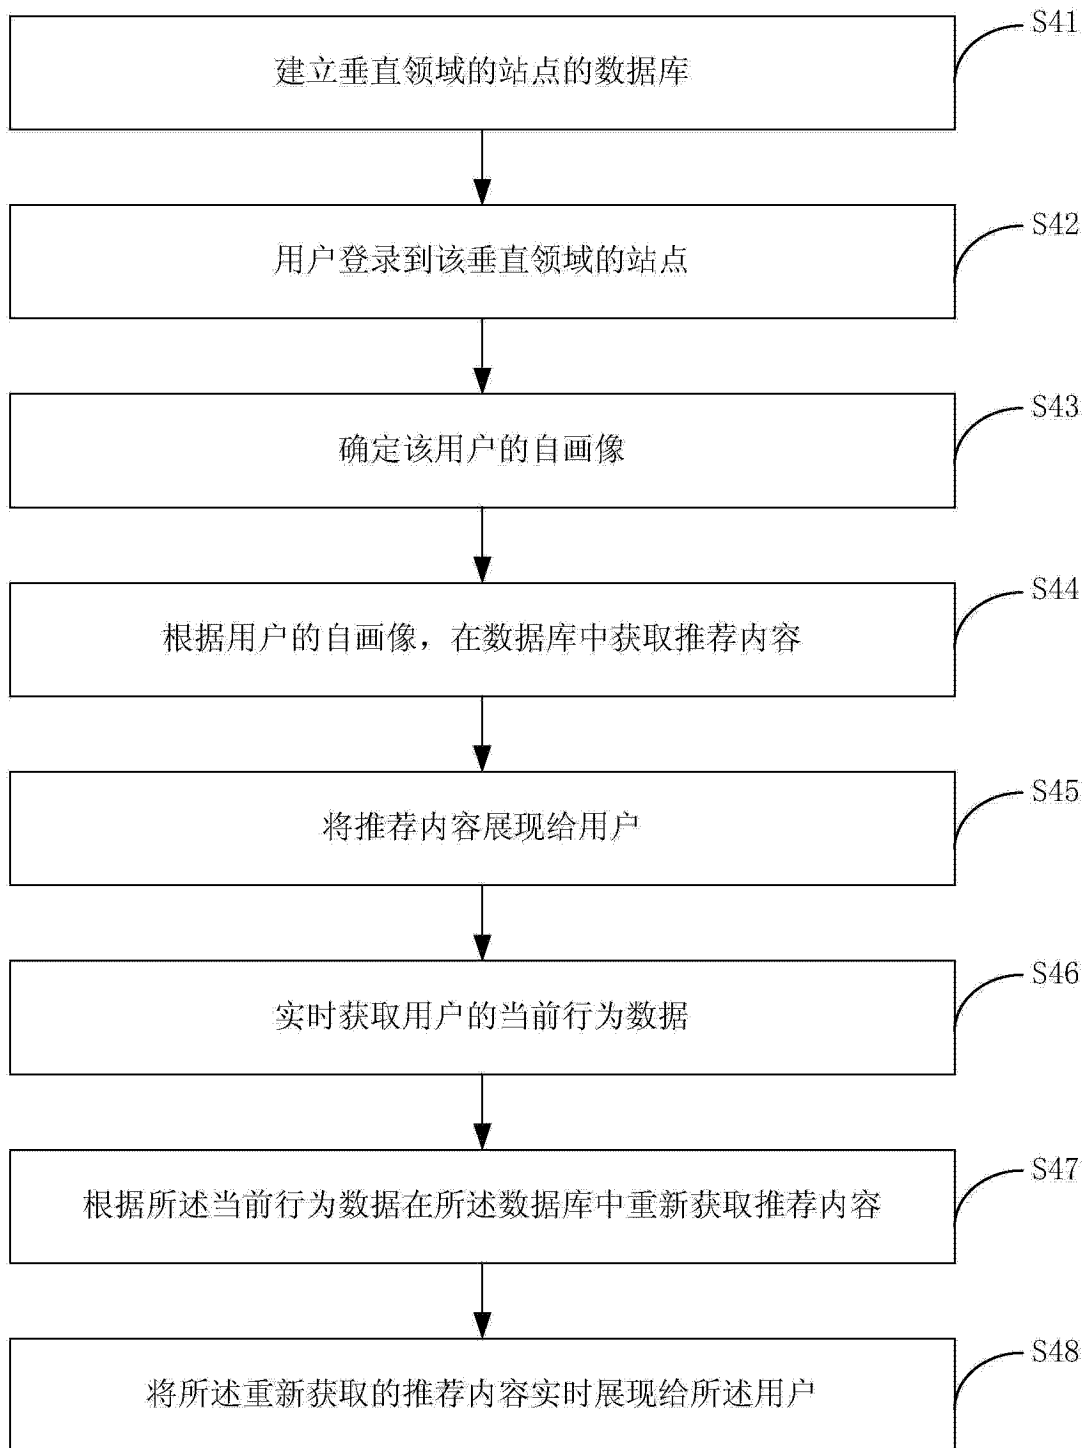 S41
建立垂直领域的站点的数据库
S42
用户登录到该垂直领域的站点
S43
确定该用户的自画像
S44
根据用户的自画像，在数据库中获取推荐内容
S45
将推荐内容展现给用户
S46
实时获取用户的当前行为数据
S47
根据所述当前行为数据在所述数据库中重新获取推荐内容
S48
将所述重新获取的推荐内容实时展现给所述用户